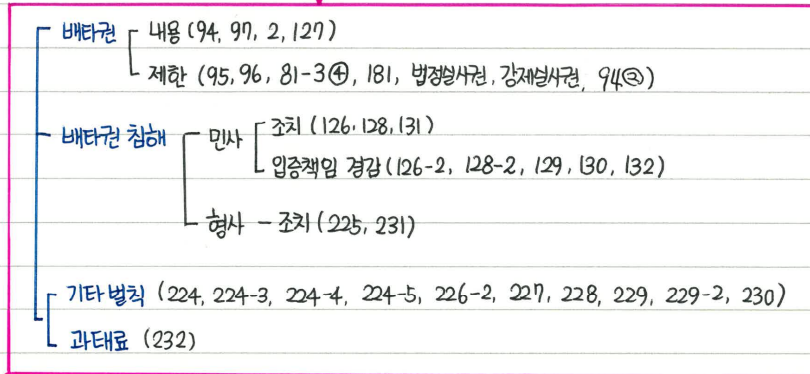 배타권 내용 (94, 97, 2, 127)
제한 (95, 96, 81-3④, 181, 법정실시권, 강제실시권, 94②)
배타권 침해 민사 조치 (126, 128, 131)
입증책임 경감 (126-2, 128-2, 129, 130, 132)
형사 - 조치 (225, 231)
기타 벌칙 (224, 224-3, 224-4, 224-5, 226-2, 227, 228, 229, 229-2, 230)
과태료 (232)